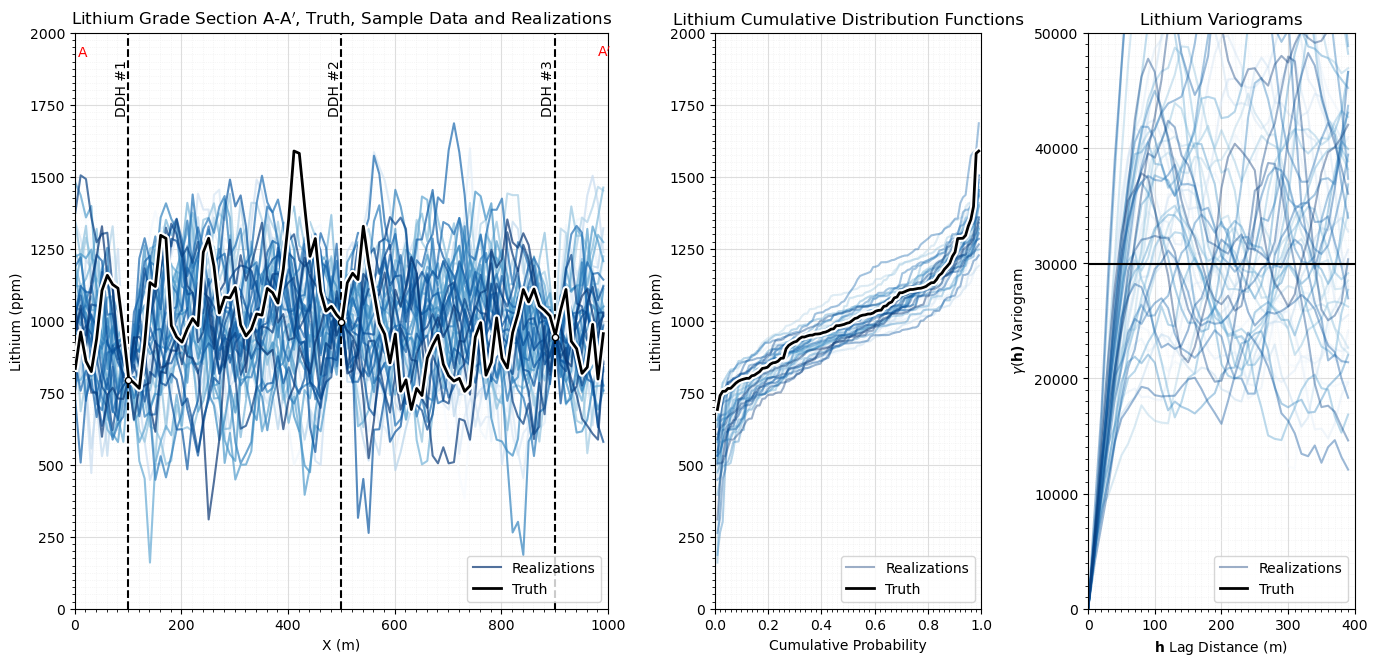 Lithium Grade Section A-A′, Truth, Sample Data and Realizations
2000
1750
1500
1250
1000
750
500
250
0
Lithium (ppm)
A
A
DDH #1
DDH #2
DDH #3
Realizations
Truth
0
200
400
600
800
1000
X (m)
Lithium Cumulative Distribution Functions
2000
1750
1500
1250
1000
750
500
250
0
Lithium (ppm)
Realizations
Truth
0.0
0.2
0.4
0.6
0.8
1.0
Cumulative Probability
Lithium Variograms
50000
40000
30000
20000
10000
0
γ(h) Variogram
Realizations
Truth
0
100
200
300
400
h Lag Distance (m)